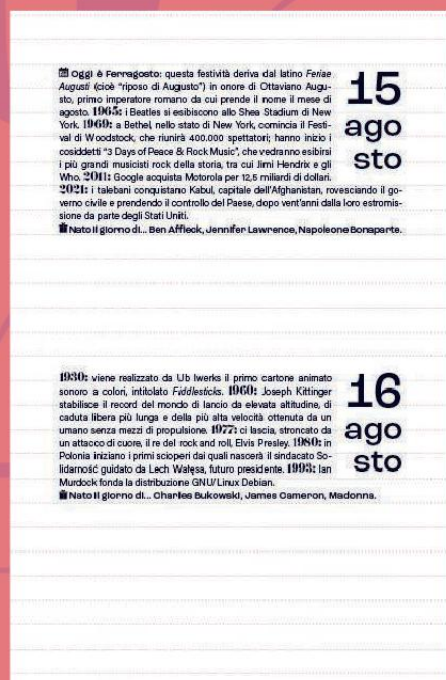 Oggi è Ferragosto: questa festività deriva dal latino Feriae
Augusti (cioè “riposo di Augusto”) in onore di Ottaviano Augu-
sto, primo imperatore romano da cui prende il nome il mese di
agosto. 1965: i Beatles si esibiscono allo Shea Stadium di New
York. 1969: a Bethel, nello stato di New York, comincia il Festi-
val di Woodstock, che riunirà 400.000 spettatori; hanno inizio i
cosiddetti “3 Days of Peace & Rock Music”, che vedranno esibirsi
i più grandi musicisti rock della storia, tra cui Jimi Hendrix e gli
Who. 2011: Google acquista Motorola per 12,5 miliardi di dollari.
2021: i talebani conquistano Kabul, capitale dell'Afghanistan, rovesciando il go-
verno civile e prendendo il controllo del Paese, dopo vent'anni dalla loro estromis-
sione da parte degli Stati Uniti.
Nato il giorno di... Ben Affleck, Jennifer Lawrence, Napoleone Bonaparte.
15
ago
sto
1930: viene realizzato da Ub Iwerks il primo cartone animato
sonoro a colori, intitolato Fiddlesticks. 1960: Joseph Kittinger
stabilisce il record del mondo di lancio da elevata altitudine, di
caduta libera più lunga e della più alta velocità ottenuta da un
umano senza mezzi di propulsione. 1977: ci lascia, stroncato da
un attacco di cuore, il re del rock and roll, Elvis Presley. 1980: in
Polonia iniziano i primi scioperi dai quali nascerà il sindacato So-
lidarność guidato da Lech Wałęsa, futuro presidente. 1993: Ian
Murdock fonda la distribuzione GNU/Linux Debian.
Nato il giorno di... Charles Bukowski, James Cameron, Madonna.
16
ago
sto